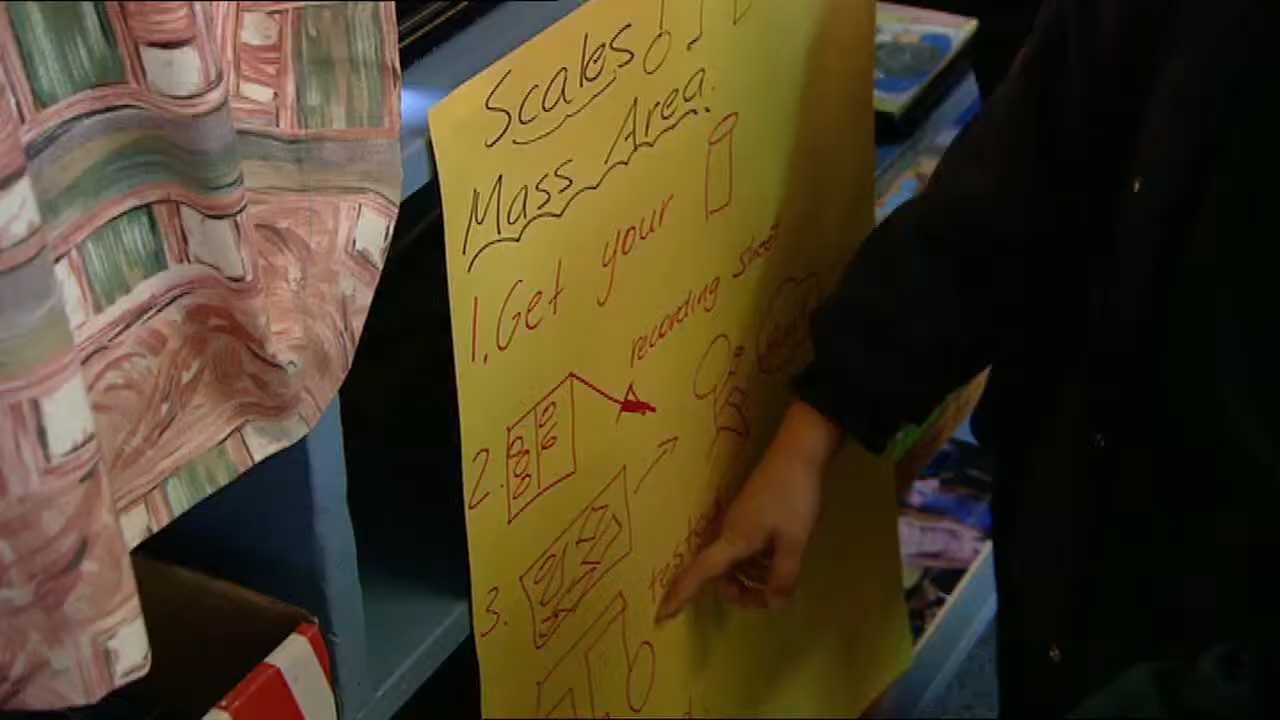 Scales
Mass Area.
1. Get your
recording sheet
2.
3.